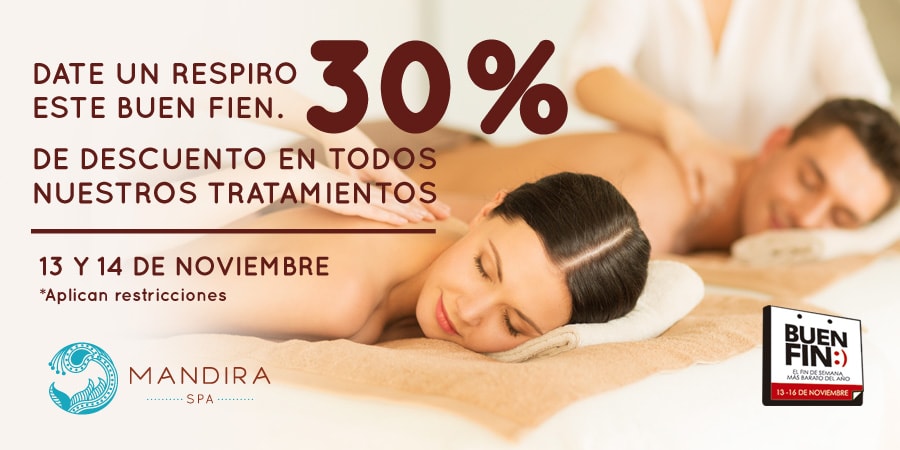 DATE UN RESPIRO
ESTE BUEN FIEN.
30%
DE DESCUENTO EN TODOS
NUESTROS TRATAMIENTOS
13 Y 14 DE NOVIEMBRE
*Aplican restricciones
MANDIRA
SPA
BUEN
FIN:)
EL FIN DE SEMANA
MÁS BARATO DEL AÑO
13 -16 DE NOVIEMBRE